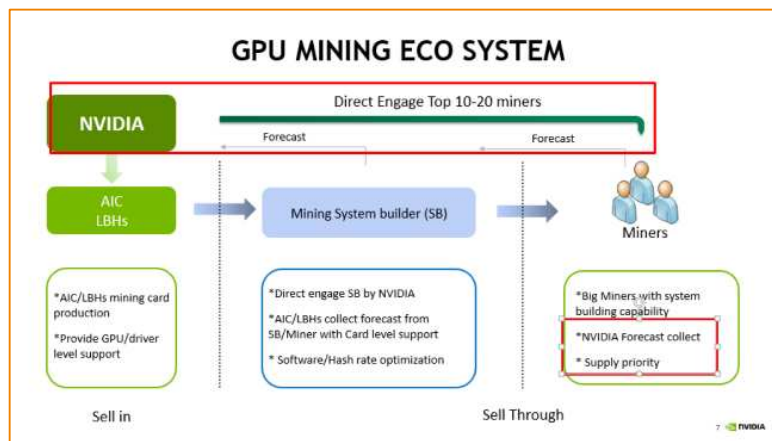 GPU MINING ECO SYSTEM
Direct Engage Top 10-20 miners
NVIDIA
Forecast
Forecast
AIC
LBHs
Mining System builder (SB)
Miners
*AIC/LBHs mining card
production
*Provide GPU/driver
level support
*Direct engage SB by NVIDIA
*AIC/LBHs collect forecast from
SB/Miner with Card level support
* Software/Hash rate optimization
*Big Miners with system
building capability
*NVIDIA Forecast collect
* Supply priority
Sell in
Sell Through
7 NVIDIA